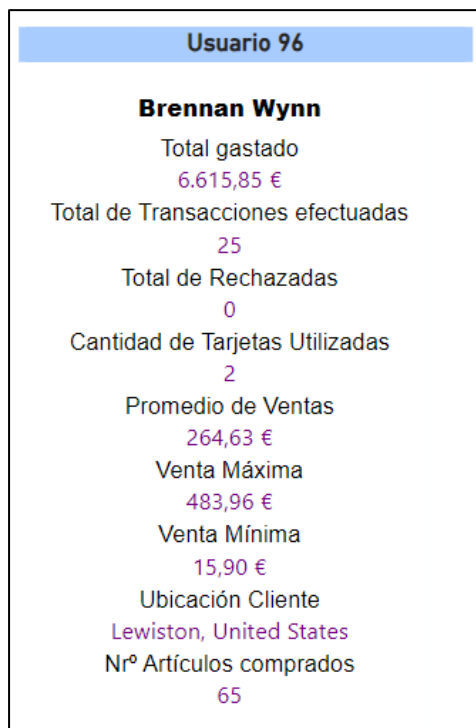 Usuario 96
Brennan Wynn
Total gastado
6.615,85 €
Total de Transacciones efectuadas
25
Total de Rechazadas
0
Cantidad de Tarjetas Utilizadas
2
Promedio de Ventas
264,63 €
Venta Máxima
483,96 €
Venta Mínima
15,90 €
Ubicación Cliente
Lewiston, United States
Nrº Artículos comprados
65